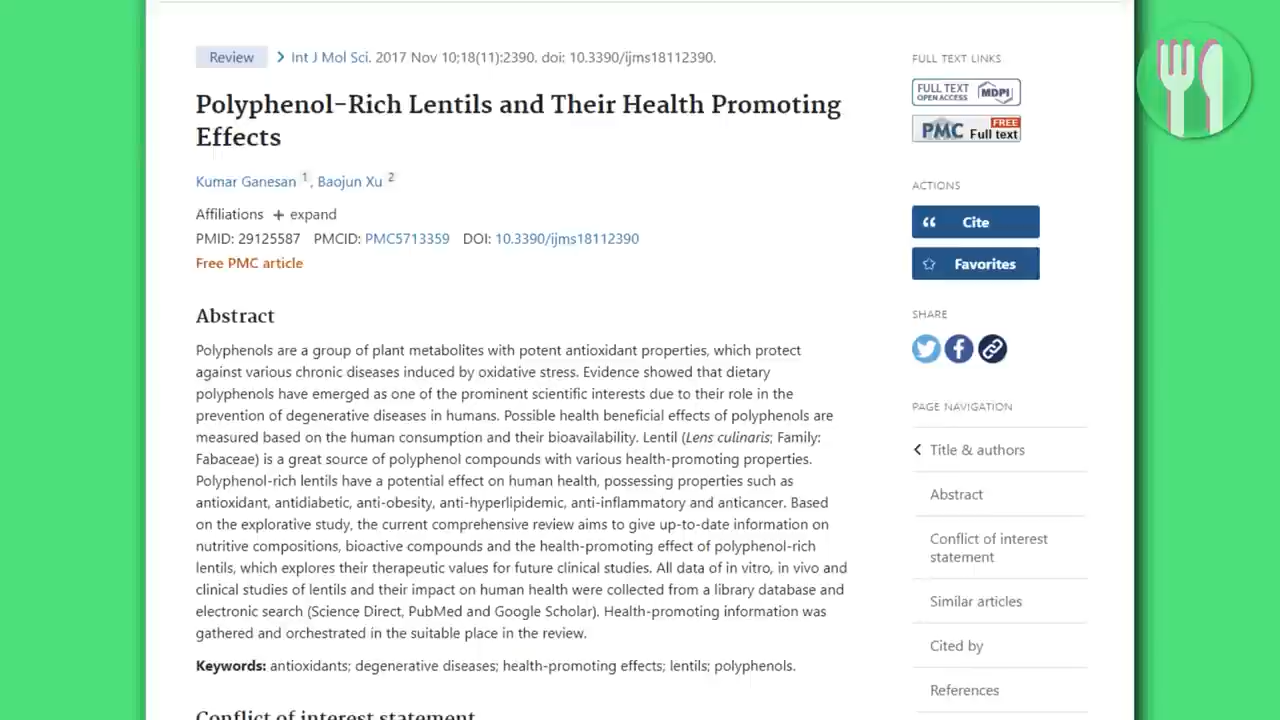 Review > Int J Mol Sci. 2017 Nov 10;18(11):2390. doi: 10.3390/ijms18112390.
Polyphenol-Rich Lentils and Their Health Promoting
Effects
Kumar Ganesan 1, Baojun Xu 2
Affiliations + expand
PMID: 29125587 PMCID: PMC5713359 DOI: 10.3390/ijms18112390
Free PMC article
Abstract
Polyphenols are a group of plant metabolites with potent antioxidant properties, which protect
against various chronic diseases induced by oxidative stress. Evidence showed that dietary
polyphenols have emerged as one of the prominent scientific interests due to their role in the
prevention of degenerative diseases in humans. Possible health beneficial effects of polyphenols are
measured based on the human consumption and their bioavailability. Lentil (Lens culinaris; Family:
Fabaceae) is a great source of polyphenol compounds with various health-promoting properties.
Polyphenol-rich lentils have a potential effect on human health, possessing properties such as
antioxidant, antidiabetic, anti-obesity, anti-hyperlipidemic, anti-inflammatory and anticancer. Based
on the explorative study, the current comprehensive review aims to give up-to-date information on
nutritive compositions, bioactive compounds and the health-promoting effect of polyphenol-rich
lentils, which explores their therapeutic values for future clinical studies. All data of in vitro, in vivo and
clinical studies of lentils and their impact on human health were collected from a library database and
electronic search (Science Direct, PubMed and Google Scholar). Health-promoting information was
gathered and orchestrated in the suitable place in the review.
Keywords: antioxidants; degenerative diseases; health-promoting effects; lentils; polyphenols.
Conflict of interest statement
FULL TEXT LINKS
FULL TEXT
OPEN ACCESS MDPI
PMC FREE
Full text
ACTIONS
Cite
Favorites
SHARE
PAGE NAVIGATION
Title & authors
Abstract
Conflict of interest
statement
Similar articles
Cited by
References